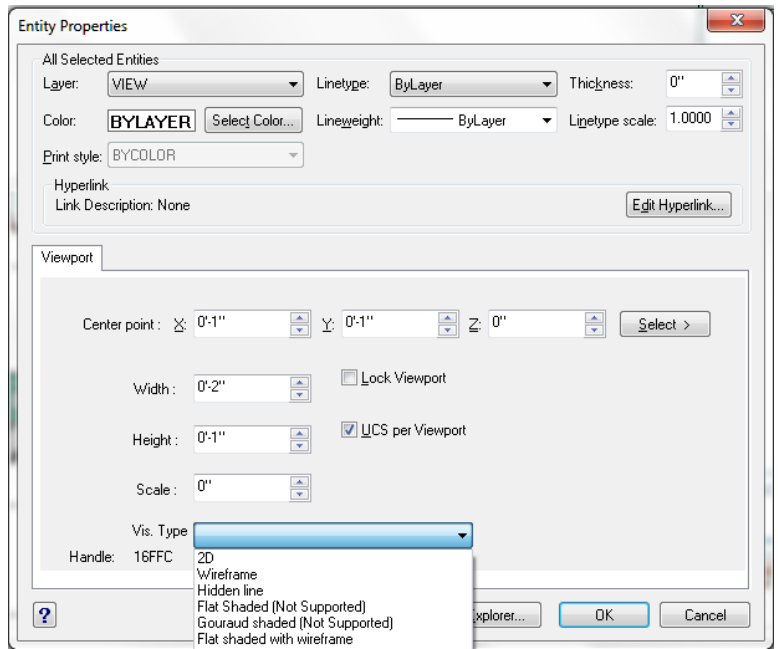 Entity Properties
All Selected Entities
Layer: VIEW Linetype: ByLayer Thickness: 0"
Color: BYLAYER Select Color... Lineweight: ByLayer Linetype scale: 1.0000
Print style: BYCOLOR
Hyperlink
Link Description: None Edit Hyperlink...
Viewport
Center point : X: 0'-1" Y: 0'-1" Z: 0" Select >
Width : 0'-2" Lock Viewport
Height : 0'-1" UCS per Viewport
Scale : 0"
Vis. Type
Handle: 16FFC
2D
Wireframe
Hidden line
Flat Shaded (Not Supported)
Gouraud shaded (Not Supported)
Flat shaded with wireframe
? xplorer... OK Cancel